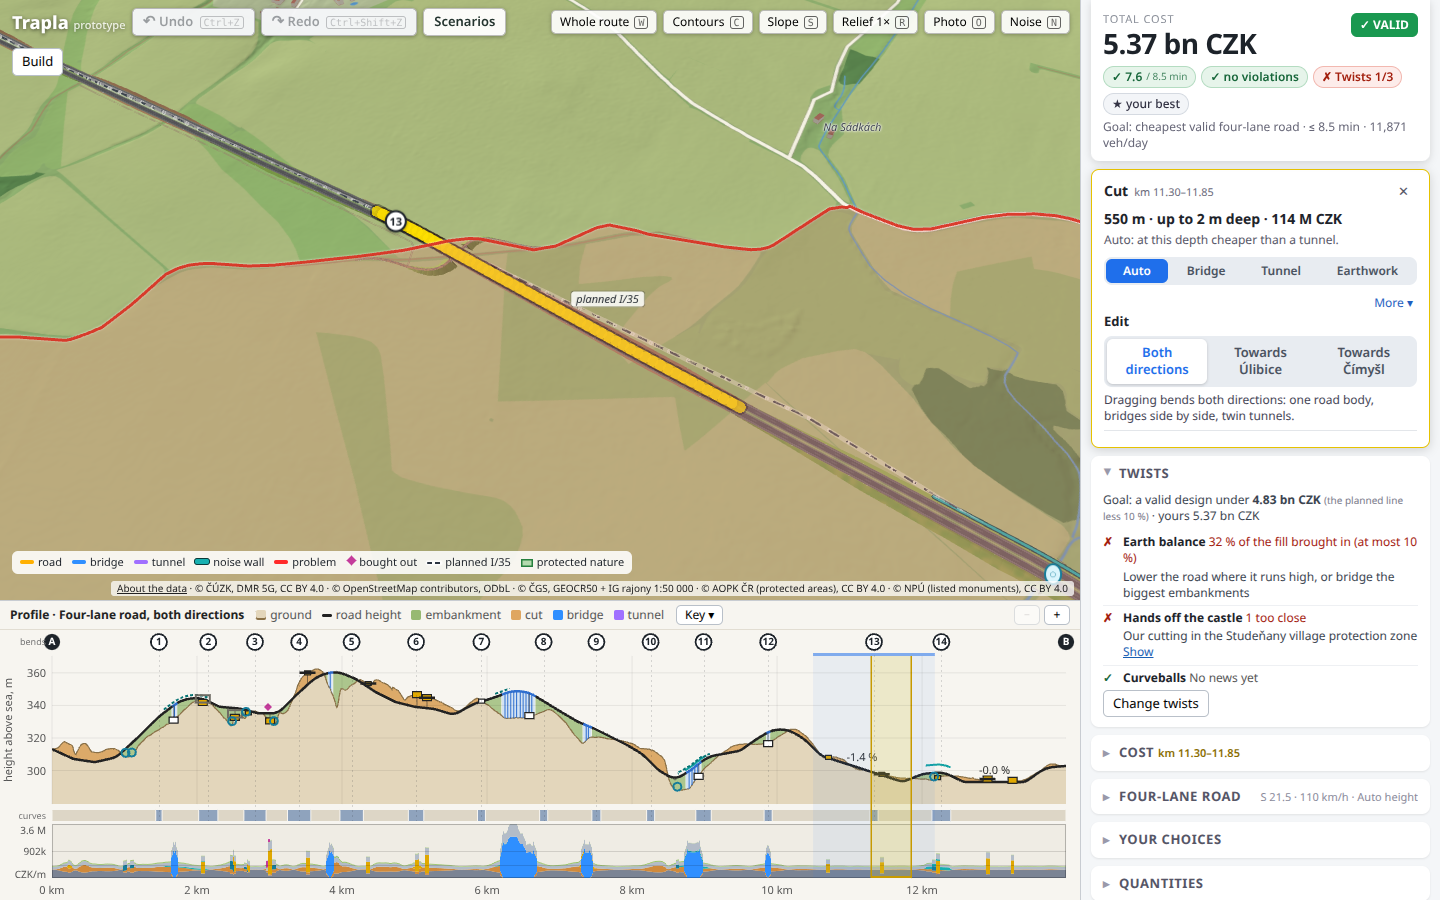 Trapla prototype
↶ Undo Ctrl+Z
↷ Redo Ctrl+Shift+Z
Scenarios
Whole route W
Contours C
Slope S
Relief 1× R
Photo O
Noise N
Build
Na Sádkách
13
planned I/35
road
bridge
tunnel
noise wall
problem
bought out
planned I/35
protected nature
About the data · © ČÚZK, DMR 5G, CC BY 4.0 · © OpenStreetMap contributors, ODbL · © ČGS, GEOCR50 + IG rajony 1:50 000 · © AOPK ČR (protected areas), CC BY 4.0 · © NPÚ (listed monuments), CC BY 4.0
Profile · Four-lane road, both directions
ground
road height
embankment
cut
bridge
tunnel
Key ▾
−
+
bends A 1 2 3 4 5 6 7 8 9 10 11 12 13 14 B
height above sea, m
360
340
320
300
-1.4 %
-0.0 %
curves
3.6 M
902k
CZK/m
0 km 2 km 4 km 6 km 8 km 10 km 12 km
TOTAL COST
✓ VALID
5.37 bn CZK
✓ 7.6 / 8.5 min
✓ no violations
✗ Twists 1/3
★ your best
Goal: cheapest valid four-lane road · ≤ 8.5 min · 11,871
veh/day
Cut km 11.30–11.85
✕
550 m · up to 2 m deep · 114 M CZK
Auto: at this depth cheaper than a tunnel.
Auto Bridge Tunnel Earthwork
More ▾
Edit
Both directions
Towards Úlibice
Towards Čímyšl
Dragging bends both directions: one road body,
bridges side by side, twin tunnels.
▼ TWISTS
Goal: a valid design under 4.83 bn CZK (the planned line
less 10 %) · yours 5.37 bn CZK
✗ Earth balance 32 % of the fill brought in (at most 10
%)
Lower the road where it runs high, or bridge the
biggest embankments
✗ Hands off the castle 1 too close
Our cutting in the Studeňany village protection zone
Show
✓ Curveballs No news yet
Change twists
▶ COST km 11.30–11.85
▶ FOUR-LANE ROAD S 21.5 · 110 km/h · Auto height
▶ YOUR CHOICES
▶ QUANTITIES